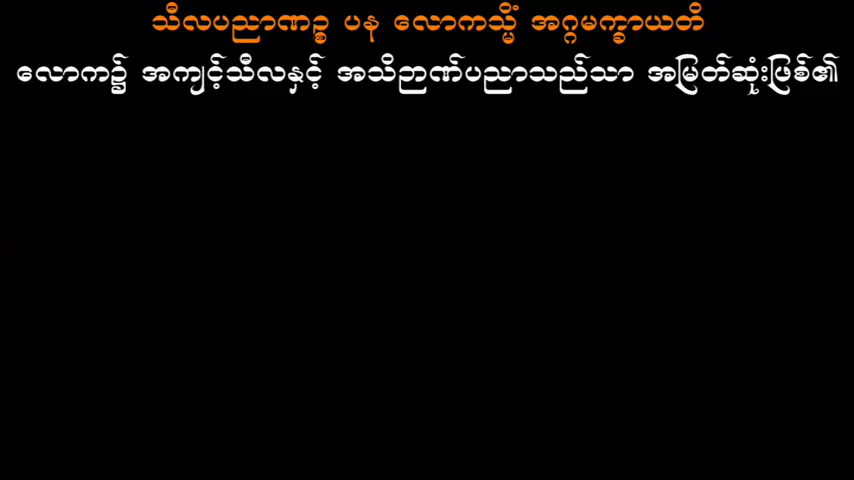 သီလပညာဏဉ္စ ပန လောကသ္မိံ အဂ္ဂမက္ခာယတိ
လောက၌ အကျင့်သီလနှင့် အသိဉာဏ်ပညာသည်သာ အမြတ်ဆုံးဖြစ်၏